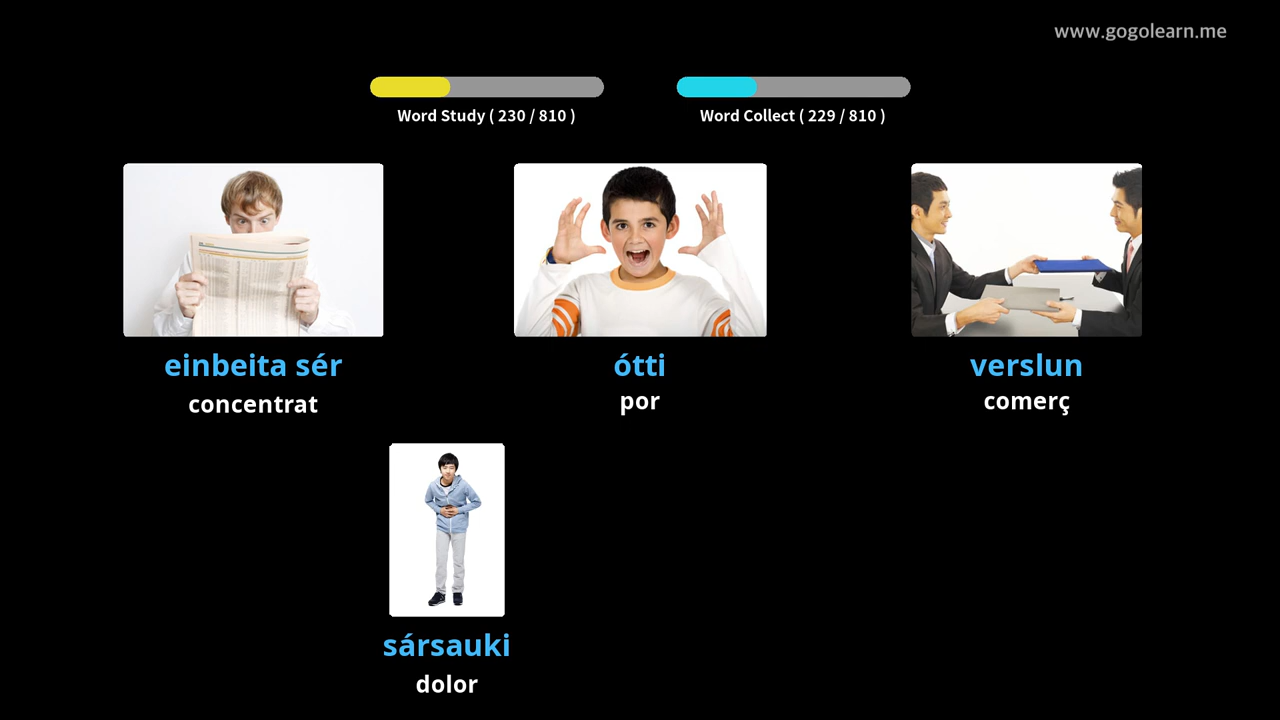 www.gogolearn.me
Word Study ( 230 / 810 )
Word Collect ( 229 / 810 )
einbeita sér
concentrat
ótti
por
verslun
comerç
sársauki
dolor